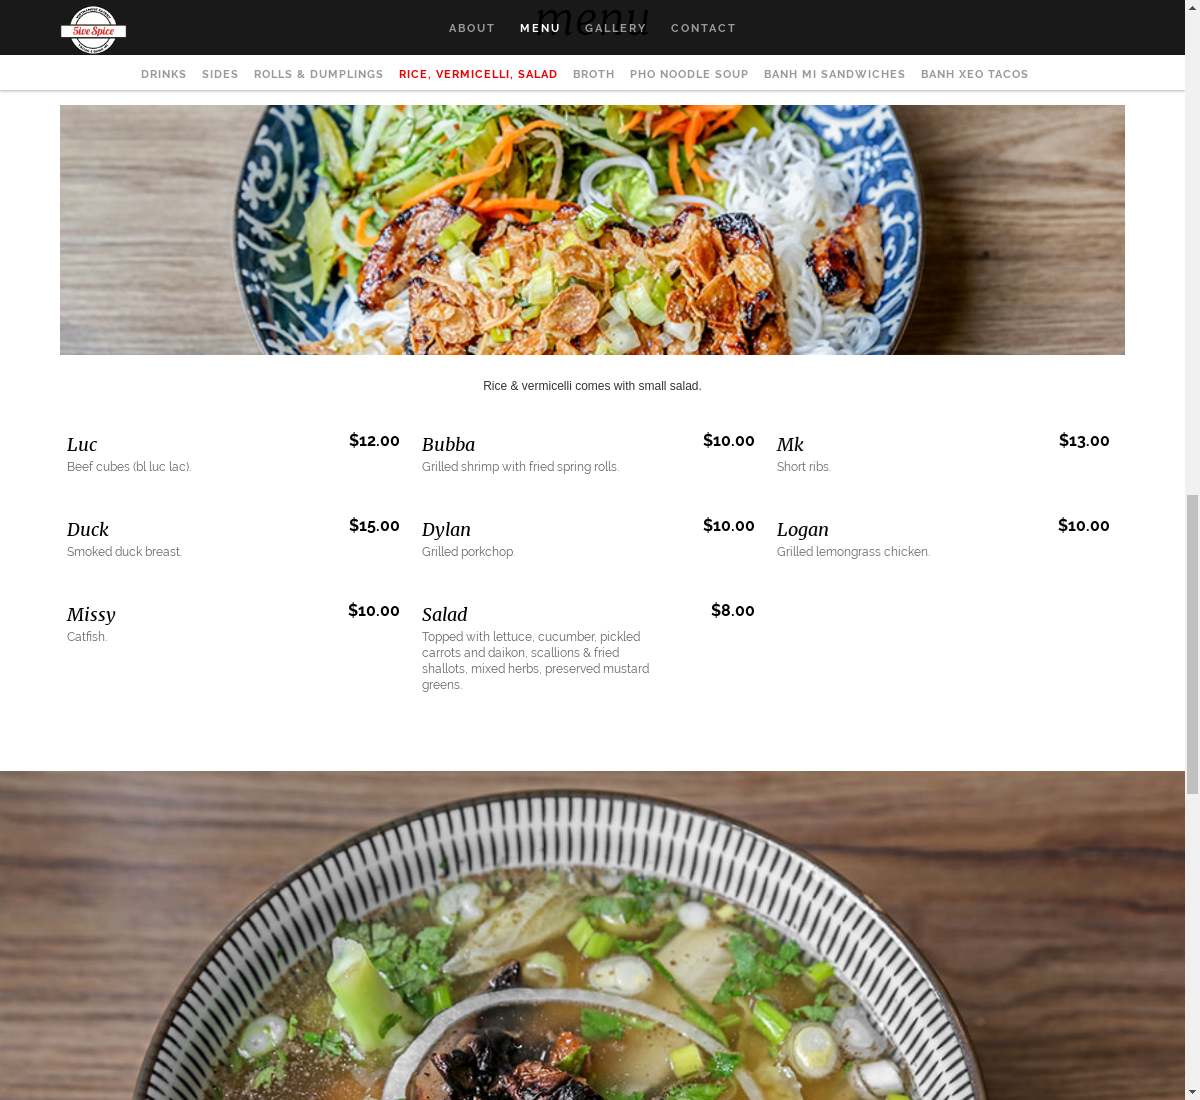 menu
5ive Spice
ABOUT MENU GALLERY CONTACT
DRINKS SIDES ROLLS & DUMPLINGS RICE, VERMICELLI, SALAD BROTH PHO NOODLE SOUP BANH MI SANDWICHES BANH XEO TACOS
Rice & vermicelli comes with small salad.
Luc $12.00
Beef cubes (bl luc lac).
Bubba $10.00
Grilled shrimp with fried spring rolls.
Mk $13.00
Short ribs.
Duck $15.00
Smoked duck breast.
Dylan $10.00
Grilled porkchop.
Logan $10.00
Grilled lemongrass chicken.
Missy $10.00
Catfish.
Salad $8.00
Topped with lettuce, cucumber, pickled
carrots and daikon, scallions & fried
shallots, mixed herbs, preserved mustard
greens.